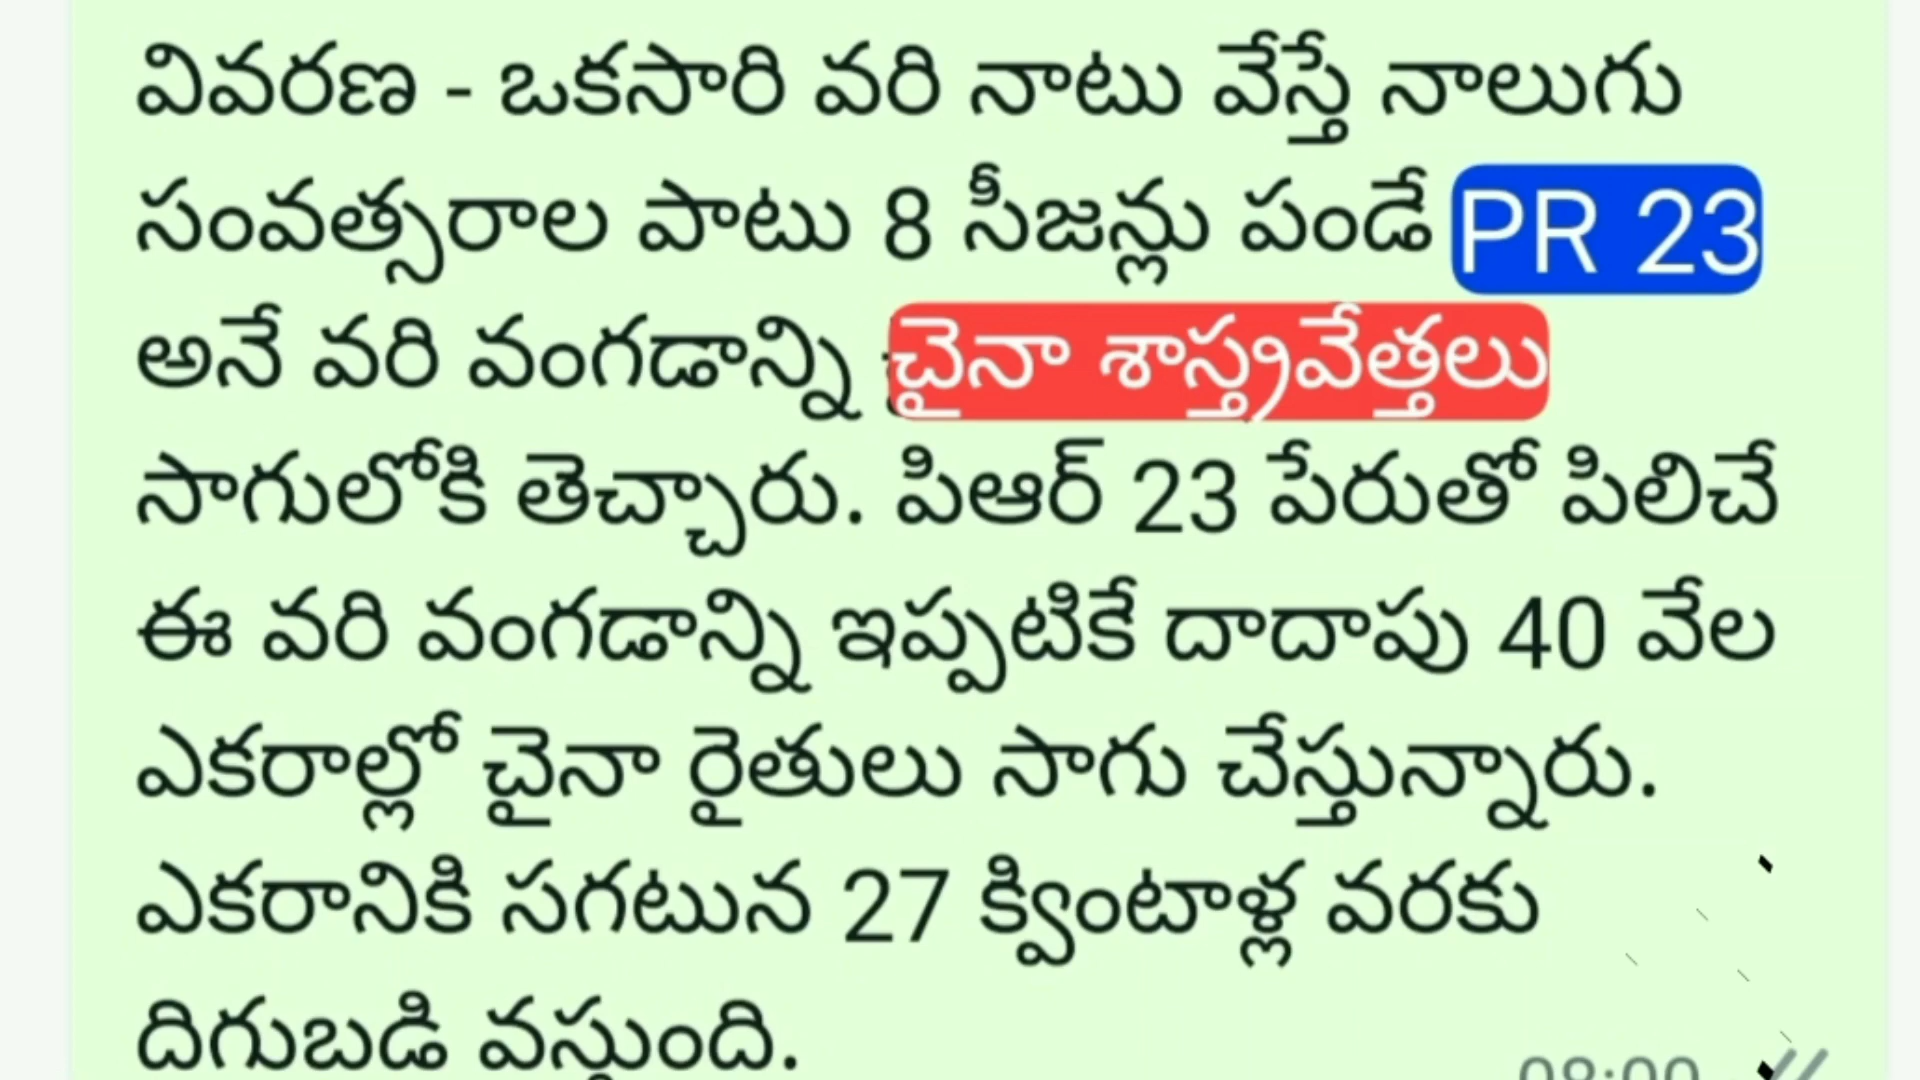 వివరణ - ఒకసారి వరి నాటు వేస్తే నాలుగు
సంవత్సరాల పాటు 8 సీజన్లు పండే PR 23
అనే వరి వంగడాన్ని చైనా శాస్త్రవేత్తలు
సాగులోకి తెచ్చారు. పిఆర్ 23 పేరుతో పిలిచే
ఈ వరి వంగడాన్ని ఇప్పటికే దాదాపు 40 వేల
ఎకరాల్లో చైనా రైతులు సాగు చేస్తున్నారు.
ఎకరానికి సగటున 27 క్వింటాళ్ల వరకు
దిగుబడి వస్తుంది.